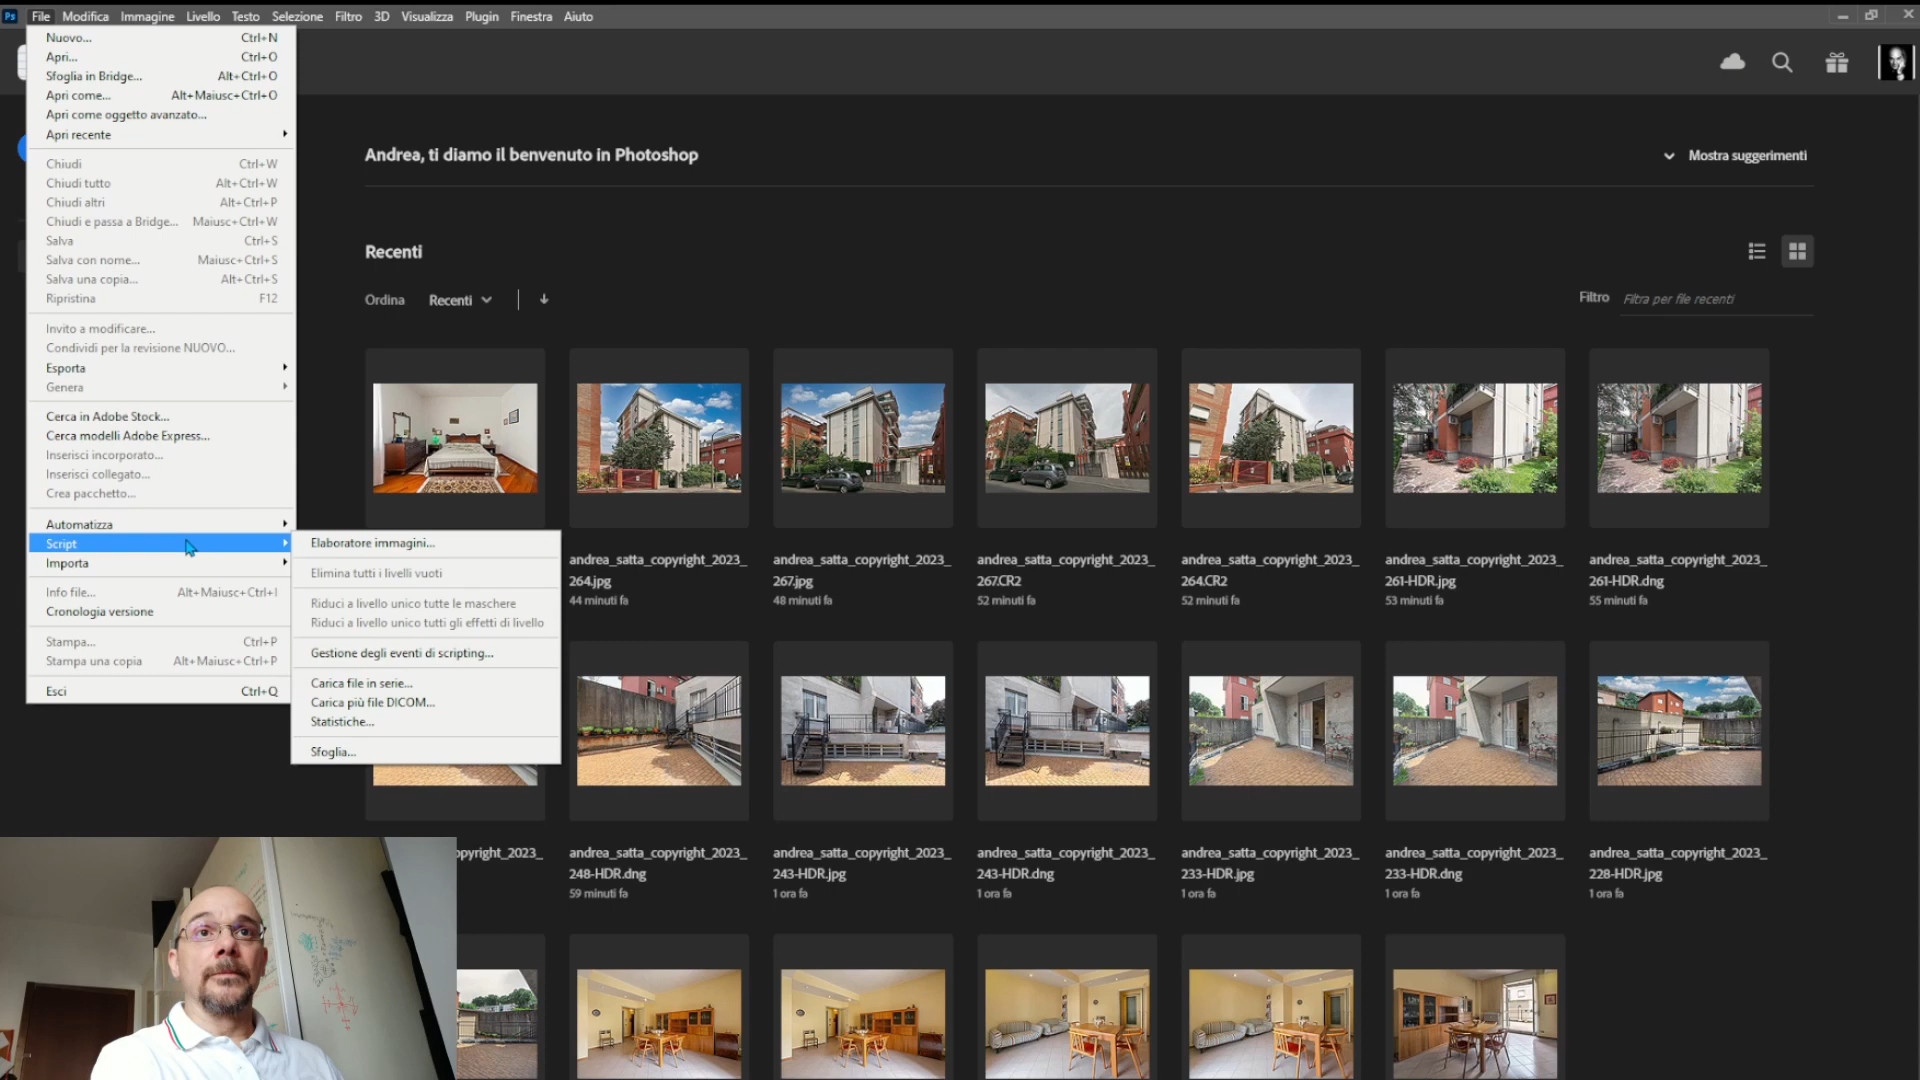 Ps File Modifica Immagine Livello Testo Selezione Filtro 3D Visualizza Plugin Finestra Aiuto
Nuovo... Ctrl+N
Apri... Ctrl+O
Sfoglia in Bridge... Alt+Ctrl+O
Apri come... Alt+Maiusc+Ctrl+O
Apri come oggetto avanzato...
Apri recente
Chiudi Ctrl+W
Chiudi tutto Alt+Ctrl+W
Chiudi altri Alt+Ctrl+P
Chiudi e passa a Bridge... Maiusc+Ctrl+W
Salva Ctrl+S
Salva con nome... Maiusc+Ctrl+S
Salva una copia... Alt+Ctrl+S
Ripristina F12
Invito a modificare...
Condividi per la revisione NUOVO...
Esporta
Genera
Cerca in Adobe Stock...
Cerca modelli Adobe Express...
Inserisci incorporato...
Inserisci collegato...
Crea pacchetto...
Automatizza
Script
Importa
Info file... Alt+Maiusc+Ctrl+I
Cronologia versione
Stampa... Ctrl+P
Stampa una copia Alt+Maiusc+Ctrl+P
Esci Ctrl+Q
Elaboratore immagini...
Elimina tutti i livelli vuoti
Riduci a livello unico tutte le maschere
Riduci a livello unico tutti gli effetti di livello
Gestione degli eventi di scripting...
Carica file in serie...
Carica più file DICOM...
Statistiche...
Sfoglia...
Andrea, ti diamo il benvenuto in Photoshop
Mostra suggerimenti
Recenti
Ordina Recenti
Filtro Filtra per file recenti
andrea_satta_copyright_2023_
264.jpg
44 minuti fa
andrea_satta_copyright_2023_
267.jpg
48 minuti fa
andrea_satta_copyright_2023_
267.CR2
52 minuti fa
andrea_satta_copyright_2023_
264.CR2
52 minuti fa
andrea_satta_copyright_2023_
261-HDR.jpg
53 minuti fa
andrea_satta_copyright_2023_
261-HDR.dng
55 minuti fa
opyright_2023_
andrea_satta_copyright_2023_
248-HDR.dng
59 minuti fa
andrea_satta_copyright_2023_
243-HDR.jpg
1 ora fa
andrea_satta_copyright_2023_
243-HDR.dng
1 ora fa
andrea_satta_copyright_2023_
233-HDR.jpg
1 ora fa
andrea_satta_copyright_2023_
233-HDR.dng
1 ora fa
andrea_satta_copyright_2023_
228-HDR.jpg
1 ora fa